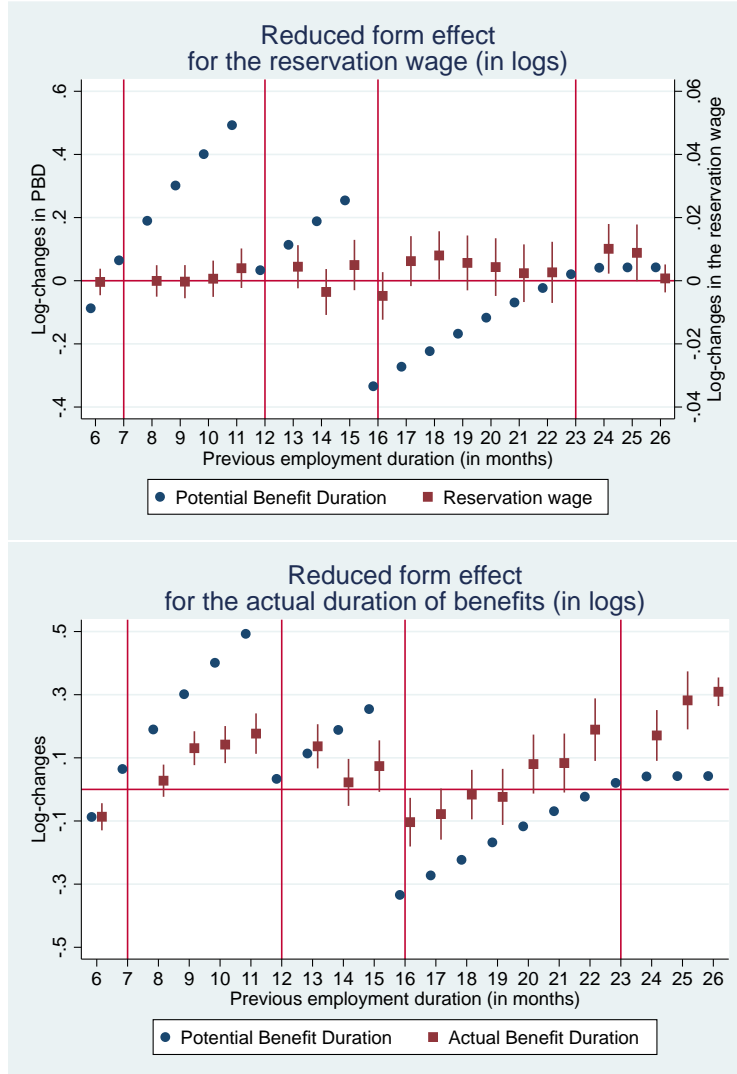 Reduced form effect
for the reservation wage (in logs)
Log-changes in PBD
.6
.4
.2
0
-.2
-.4
.06
.04
.02
0
-.02
-.04
Log-changes in the reservation wage
6 7 8 9 10 11 12 13 14 15 16 17 18 19 20 21 22 23 24 25 26
Previous employment duration (in months)
Potential Benefit Duration Reservation wage
Reduced form effect
for the actual duration of benefits (in logs)
Log-changes
.5
.3
.1
-.1
-.3
-.5
6 7 8 9 10 11 12 13 14 15 16 17 18 19 20 21 22 23 24 25 26
Previous employment duration (in months)
Potential Benefit Duration Actual Benefit Duration